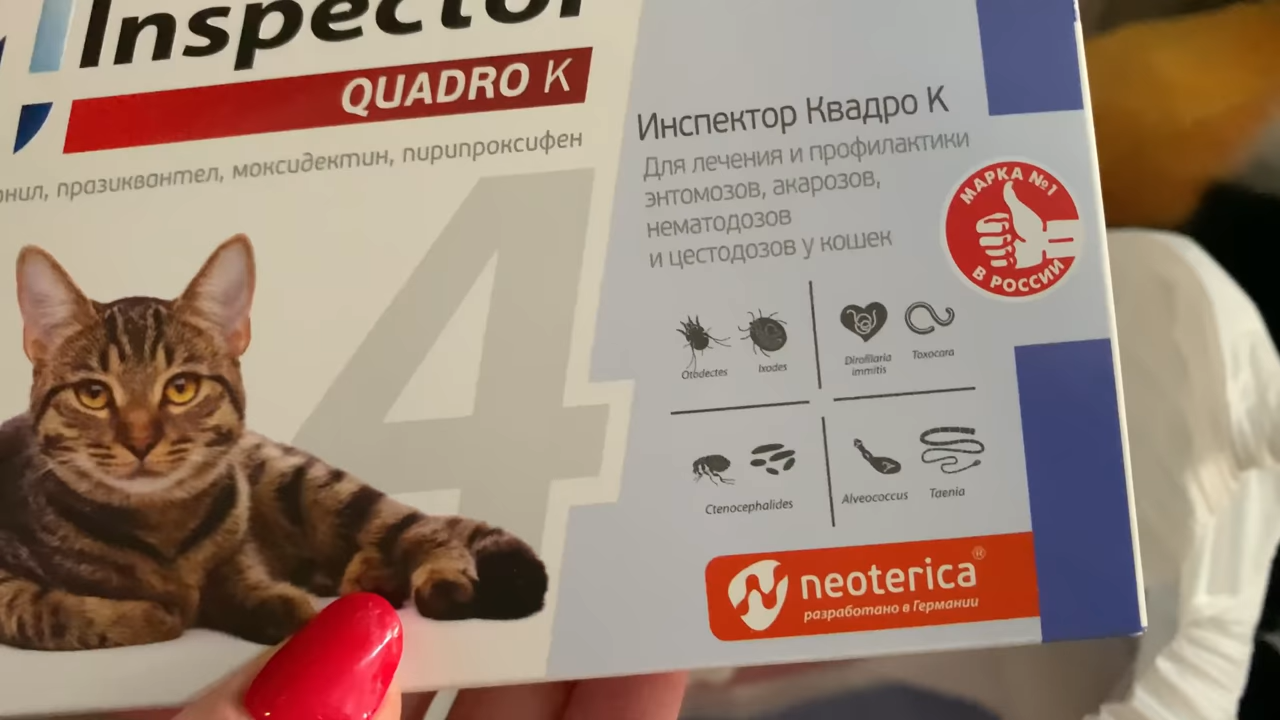 Inspector
QUADRO K
празиквантел, моксидектин, пирипроксифен
Инспектор Квадро К
Для лечения и профилактики
энтомозов, акарозов,
нематодозов
и цестодозов у кошек
МАРКА №1
В РОССИИ
Otodectes
Ixodes
Dirofilaria
immitis
Toxocara
4
Ctenocephalides
Alveococcus
Taenia
neoterica®
разработано в Германии